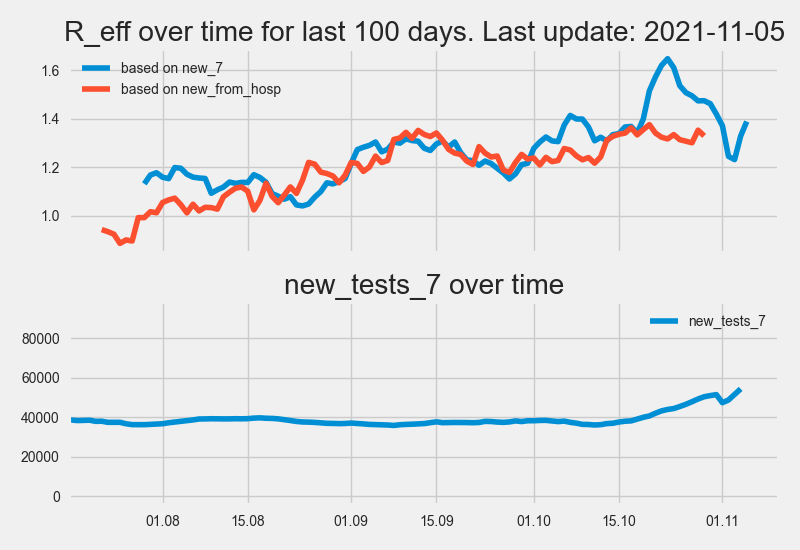 R_eff over time for last 100 days. Last update: 2021-11-05
based on new_7
based on new_from_hosp
1.6
1.4
1.2
1.0
new_tests_7 over time
new_tests_7
80000
60000
40000
20000
0
01.08 15.08 01.09 15.09 01.10 15.10 01.11